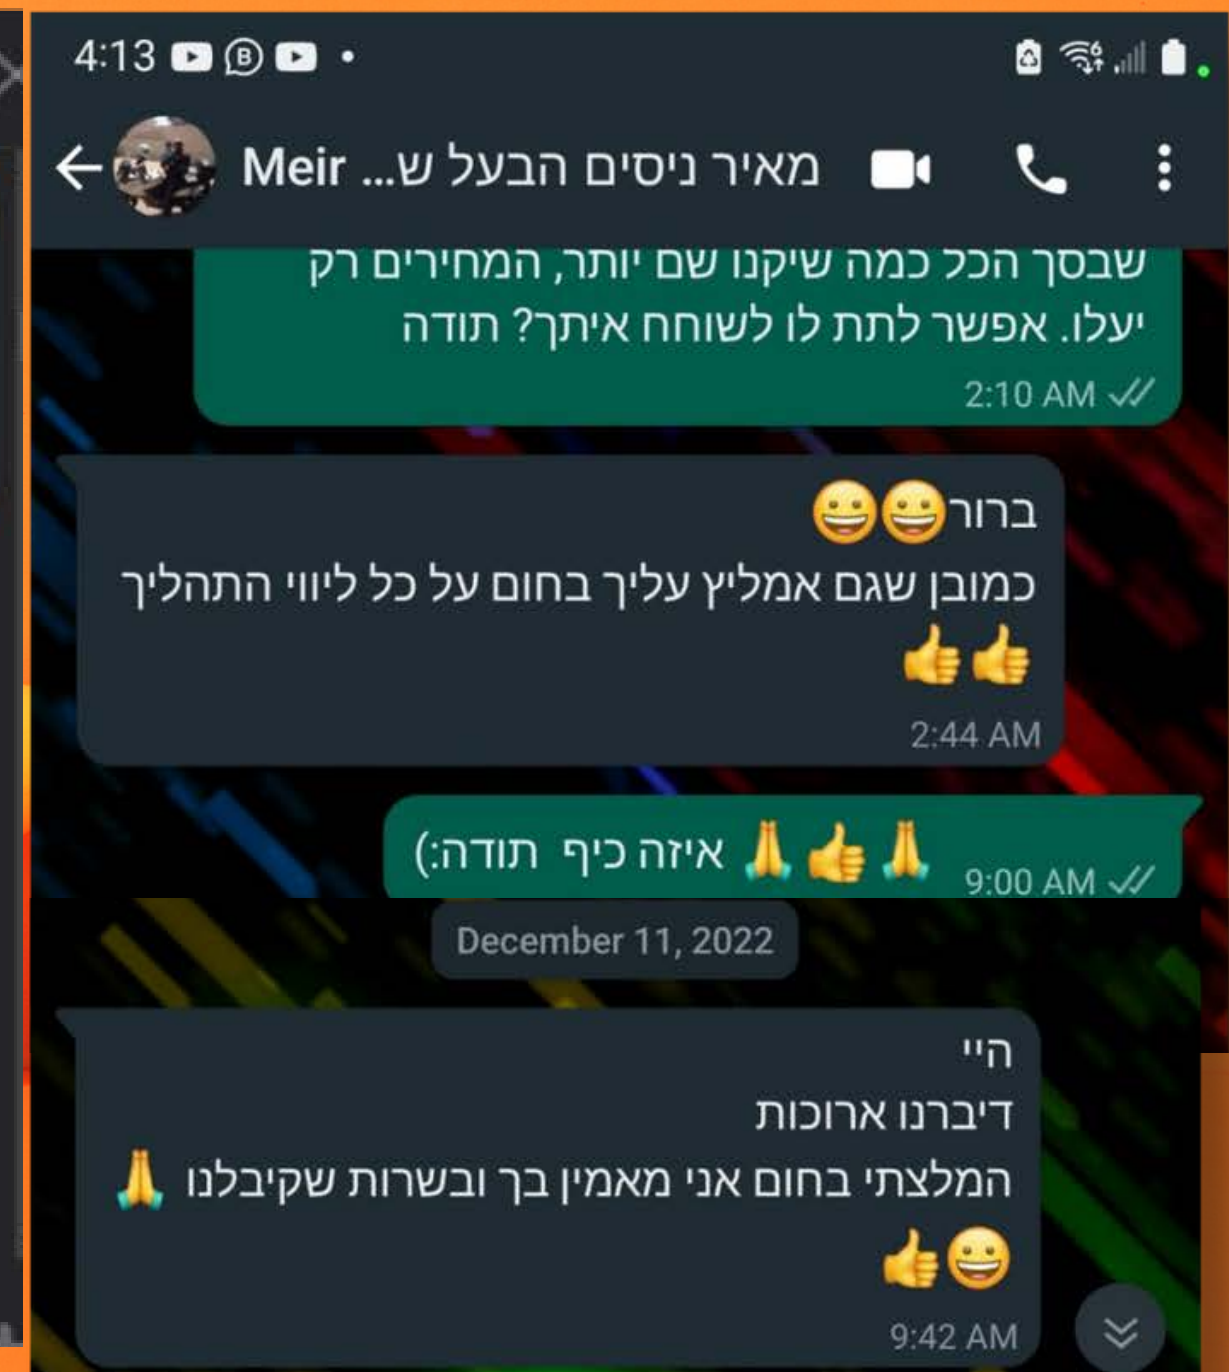 4:13
מאיר ניסים הבעל ש... Meir
שבסך הכל כמה שיקנו שם יותר, המחירים רק
יעלו. אפשר לתת לו לשוחח איתך? תודה
2:10 AM
ברור😀😀
כמובן שגם אמליץ עליך בחום על כל ליווי התהליך
👍👍
2:44 AM
איזה כיף תודה:) 🙏👍🙏
9:00 AM
December 11, 2022
היי
דיברנו ארוכות
המלצתי בחום אני מאמין בך ובשרות שקיבלנו 🙏
😀👍
9:42 AM